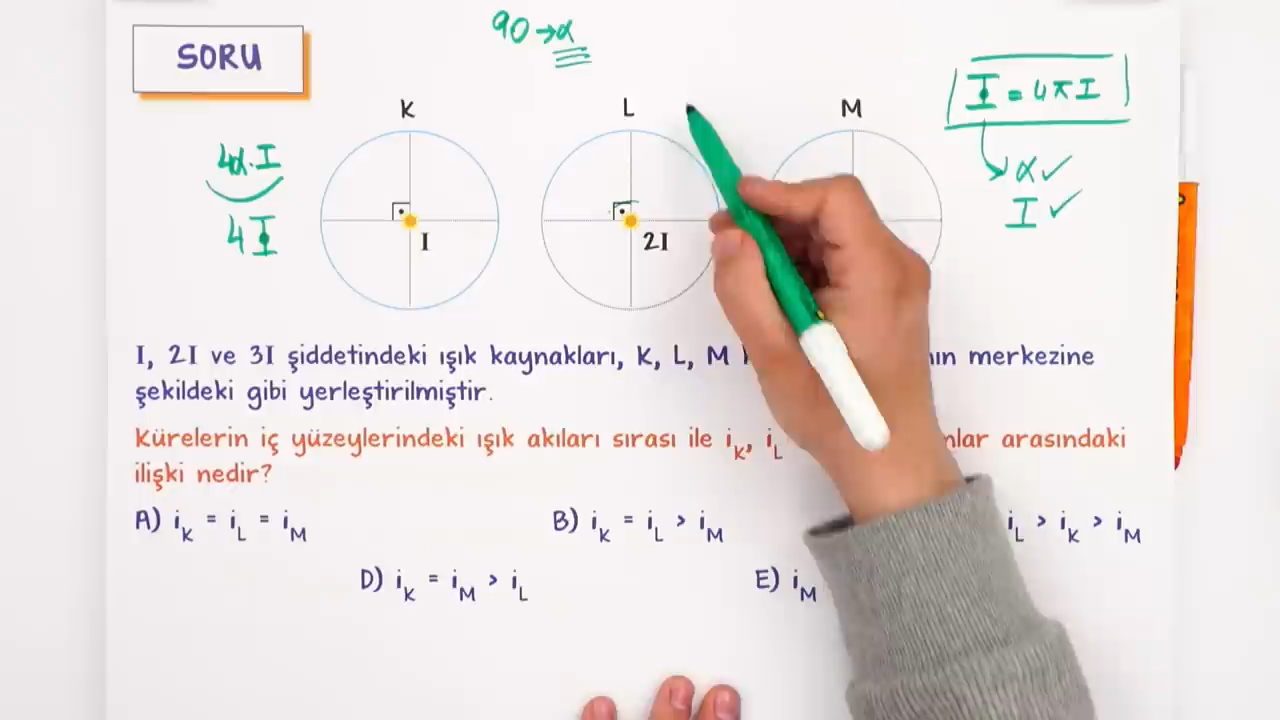 SORU
90→α
K
L
M
Φ = 4πI
α✓
I ✓
4α.I
4Φ
I
2I
I, 2I ve 3I şiddetindeki ışık kaynakları, K, L, M merkezine
şekildeki gibi yerleştirilmiştir.
Kürelerin iç yüzeylerindeki ışık akıları sırası ile i_K, i_L arasındaki
ilişki nedir?
A) i_K = i_L = i_M
B) i_K = i_L > i_M
i_L > i_K > i_M
D) i_K = i_M > i_L
E) i_M